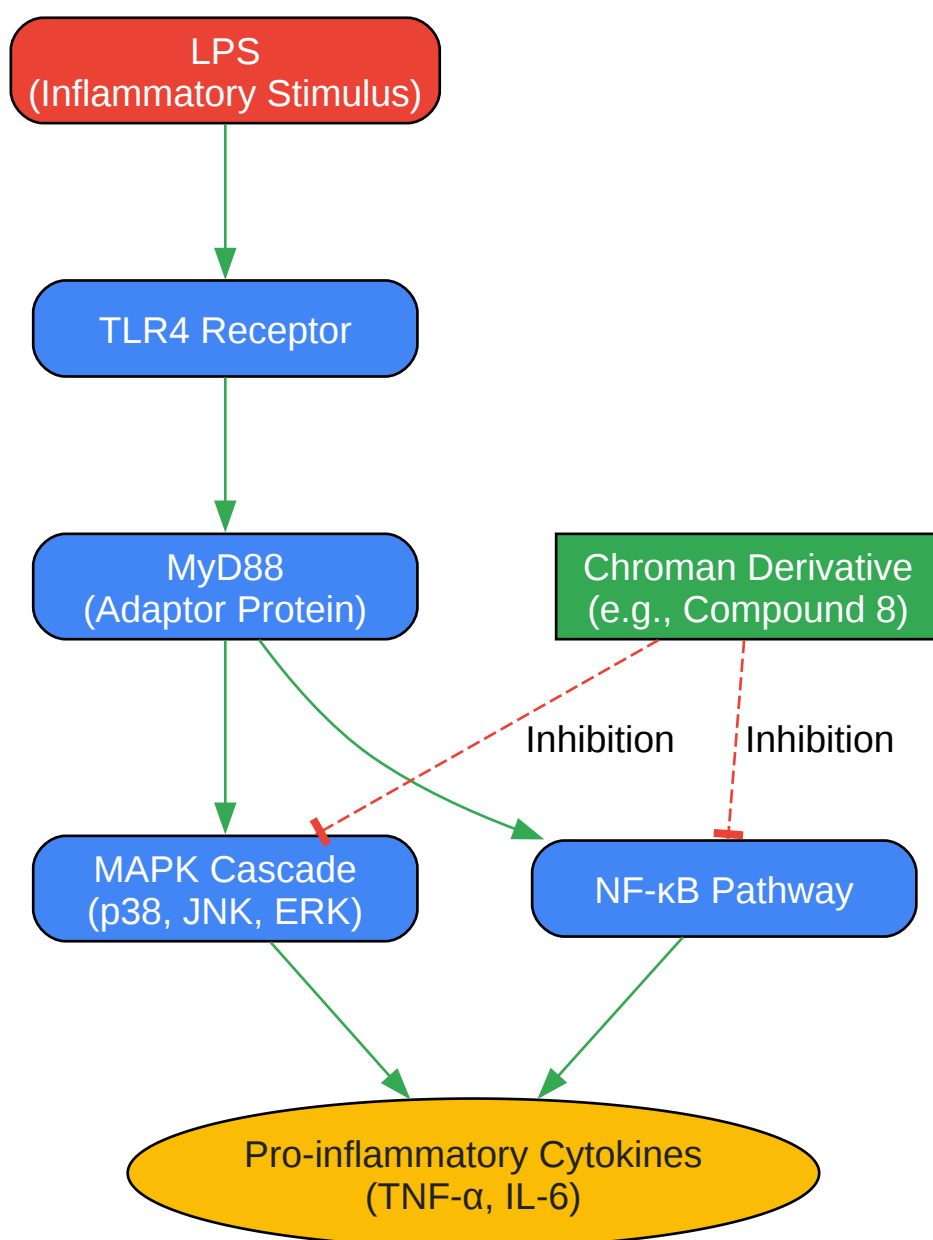 LPS
(Inflammatory Stimulus)
TLR4 Receptor
MyD88
(Adaptor Protein)
Chroman Derivative
(e.g., Compound 8)
Inhibition
Inhibition
MAPK Cascade
(p38, JNK, ERK)
NF-κB Pathway
Pro-inflammatory Cytokines
(TNF-α, IL-6)